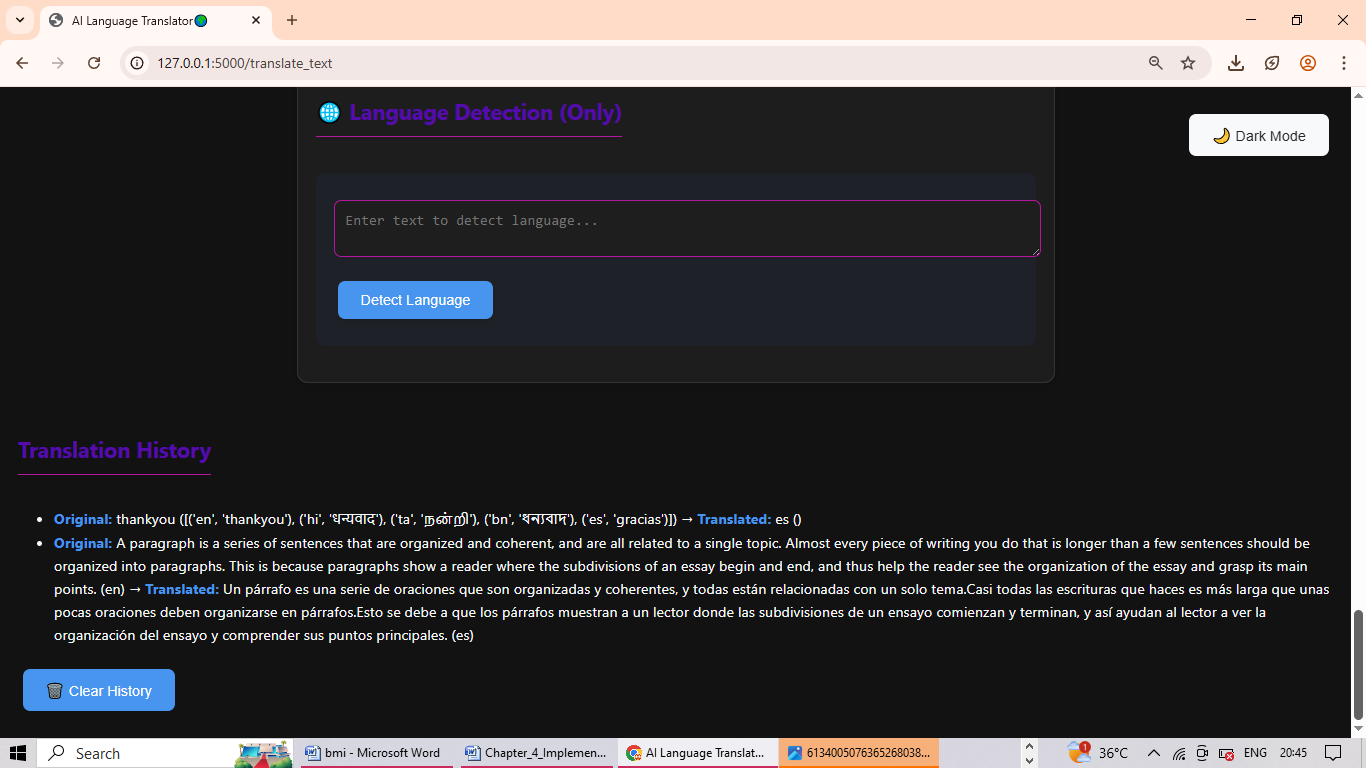 AI Language Translator
127.0.0.1:5000/translate_text
Language Detection (Only)
Dark Mode
Enter text to detect language...
Detect Language
Translation History
Original: thankyou ([('en', 'thankyou'), ('hi', 'धन्यवाद'), ('ta', 'நன்றி'), ('bn', 'ধন্যবাদ'), ('es', 'gracias')]) → Translated: es ()
Original: A paragraph is a series of sentences that are organized and coherent, and are all related to a single topic. Almost every piece of writing you do that is longer than a few sentences should be
organized into paragraphs. This is because paragraphs show a reader where the subdivisions of an essay begin and end, and thus help the reader see the organization of the essay and grasp its main
points. (en) → Translated: Un párrafo es una serie de oraciones que son organizadas y coherentes, y todas están relacionadas con un solo tema.Casi todas las escrituras que haces es más larga que unas
pocas oraciones deben organizarse en párrafos.Esto se debe a que los párrafos muestran a un lector donde las subdivisiones de un ensayo comienzan y terminan, y así ayudan al lector a ver la
organización del ensayo y comprender sus puntos principales. (es)
Clear History
Search
bmi - Microsoft Word
Chapter_4_Implemen...
AI Language Translat...
6134005076365268038...
1
36°C
ENG
20:45